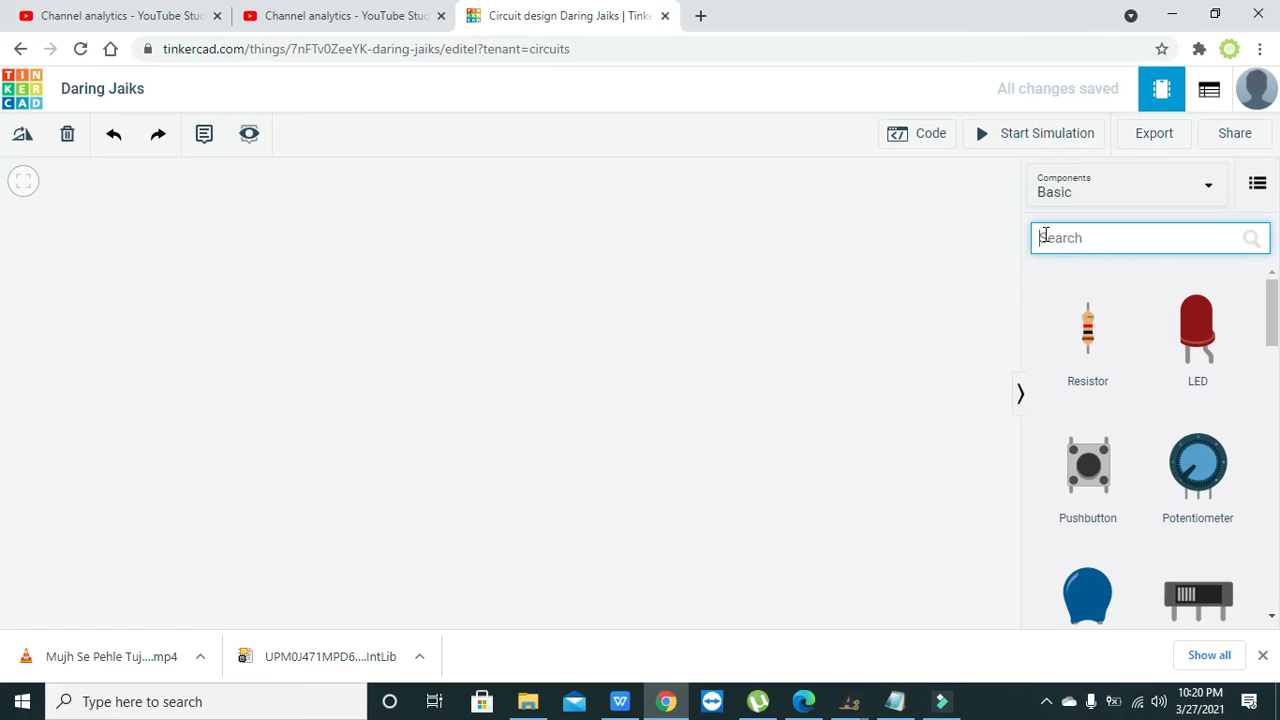 Channel analytics - YouTube Stu
Channel analytics - YouTube Stud
Circuit design Daring Jaiks | Tinke
tinkercad.com/things/7nFTv0ZeeYK-daring-jaiks/editel?tenant=circuits
TIN
KER
CAD
Daring Jaiks
All changes saved
Code
Start Simulation
Export
Share
Components
Basic
Search
Resistor
LED
Pushbutton
Potentiometer
Mujh Se Pehle Tuj....mp4
UPM0J471MPD6...IntLib
Show all
Type here to search
10:20 PM
3/27/2021